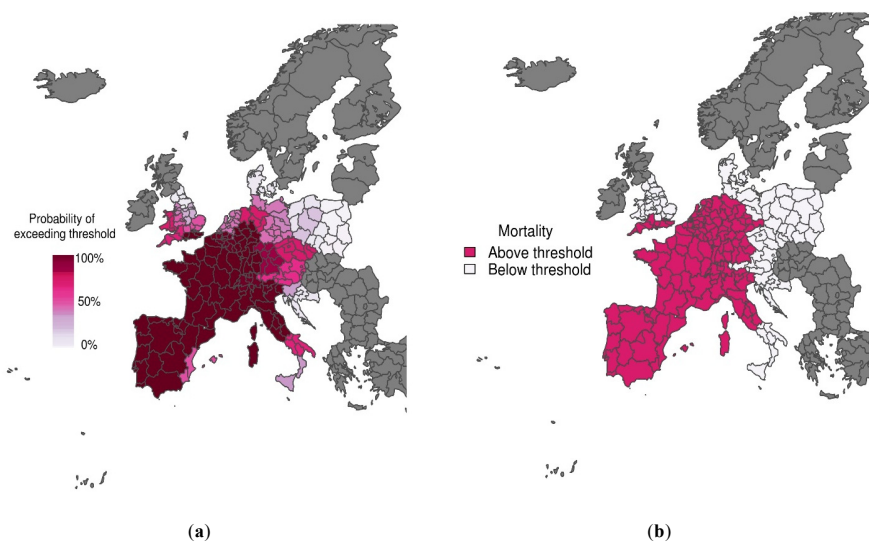 Probability of
exceeding threshold
100%
50%
0%
Mortality
Above threshold
Below threshold
(a)
(b)